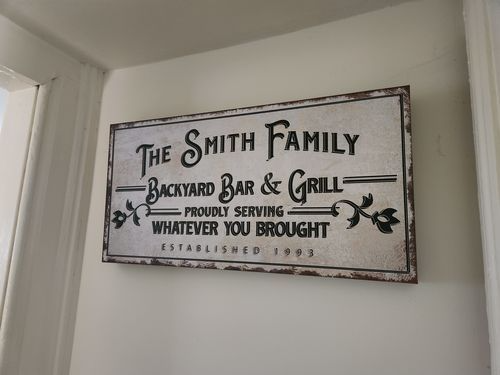 The Smith Family
Backyard Bar & Grill
PROUDLY SERVING
WHATEVER YOU BROUGHT
ESTABLISHED 1993